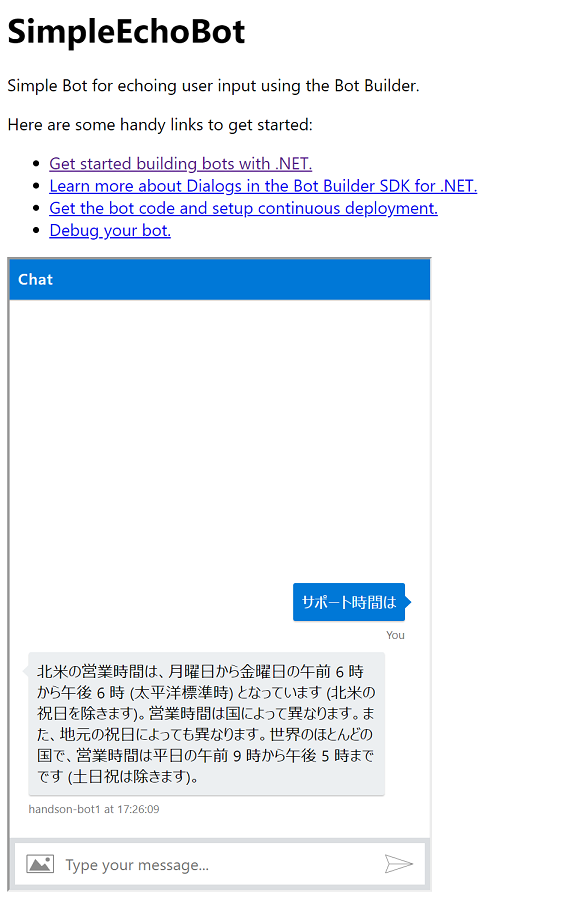 SimpleEchoBot
Simple Bot for echoing user input using the Bot Builder.
Here are some handy links to get started:
Get started building bots with .NET.
Learn more about Dialogs in the Bot Builder SDK for .NET.
Get the bot code and setup continuous deployment.
Debug your bot.
Chat
サポート時間は
You
北米の営業時間は、月曜日から金曜日の午前 6 時
から午後 6 時 (太平洋標準時) となっています (北米の
祝日を除きます)。営業時間は国によって異なります。ま
た、地元の祝日によっても異なります。世界のほとんどの
国で、営業時間は平日の午前 9 時から午後 5 時まで
です (土日祝は除きます)。
handson-bot1 at 17:26:09
Type your message...